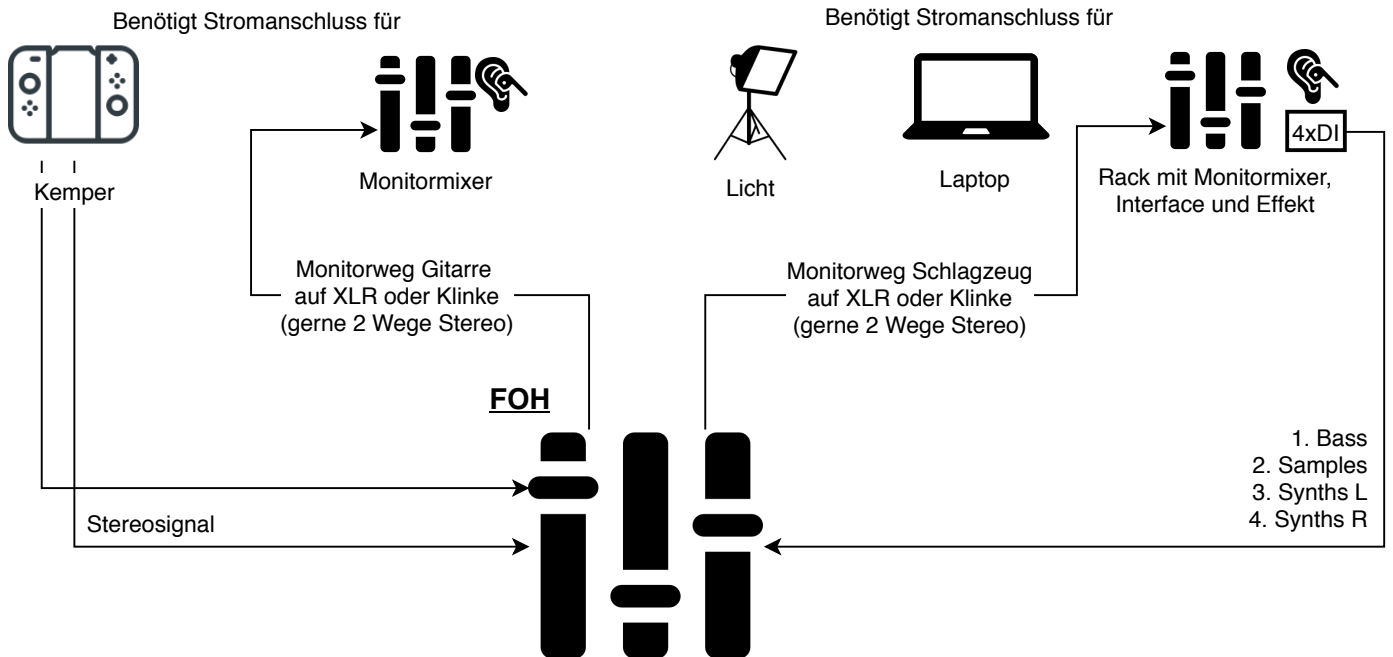 Benötigt Stromanschluss für
Benötigt Stromanschluss für
4xDI
Kemper
Monitormixer
Licht
Laptop
Rack mit Monitormixer,
Interface und Effekt
Monitorweg Gitarre
auf XLR oder Klinke
(gerne 2 Wege Stereo)
Monitorweg Schlagzeug
auf XLR oder Klinke
(gerne 2 Wege Stereo)
FOH
1. Bass
2. Samples
3. Synths L
4. Synths R
Stereosignal